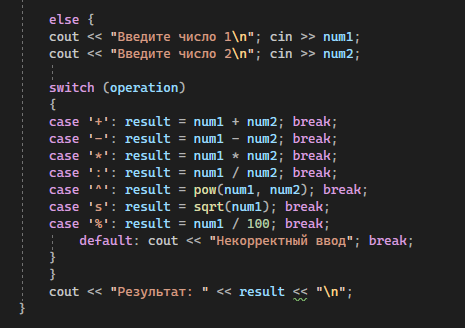 else {
cout << "Введите число 1\n"; cin >> num1;
cout << "Введите число 2\n"; cin >> num2;
switch (operation)
{
case '+': result = num1 + num2; break;
case '-': result = num1 - num2; break;
case '*': result = num1 * num2; break;
case ':': result = num1 / num2; break;
case '^': result = pow(num1, num2); break;
case 's': result = sqrt(num1); break;
case '%': result = num1 / 100; break;
default: cout << "Некорректный ввод"; break;
}
}
cout << "Результат: " << result << "\n";
}